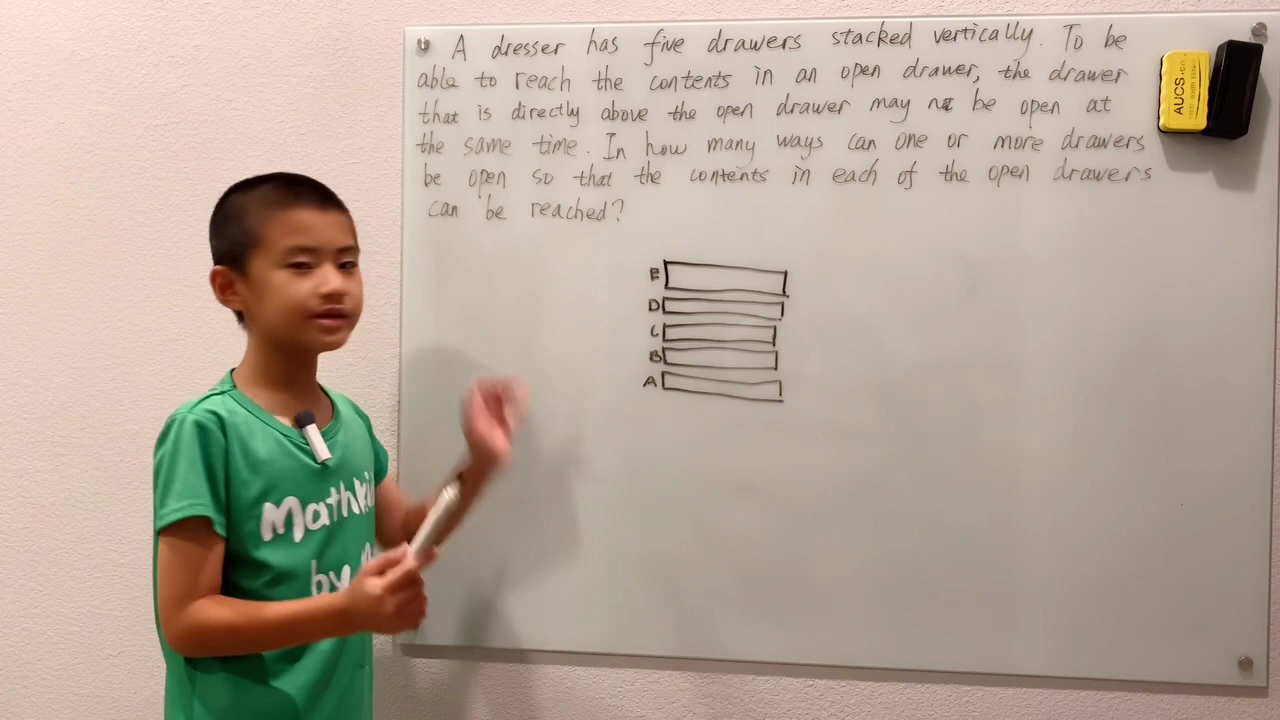 A dresser has five drawers stacked vertically. To be
able to reach the contents in an open drawer, the drawer
that is directly above the open drawer may not be open at
the same time. In how many ways can one or more drawers
be open so that the contents in each of the open drawers
can be reached?
E
D
C
B
A
AUCS
Mathki
by